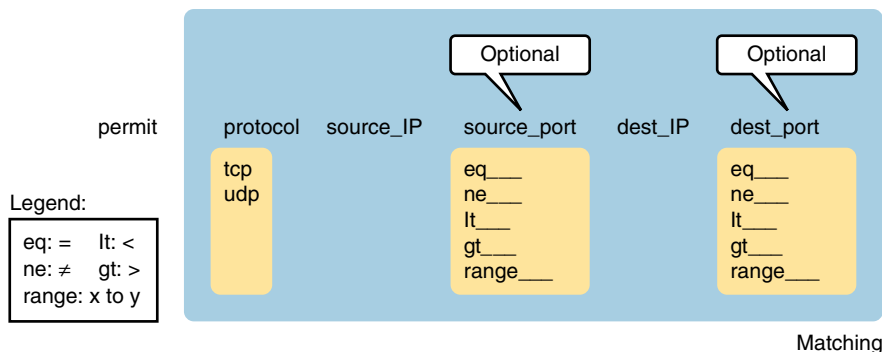 Optional
Optional
permit protocol source_IP source_port dest_IP dest_port
tcp
udp
eq___
ne___
lt___
gt___
range___
eq___
ne___
lt___
gt___
range___
Legend:
eq: = lt: <
ne: ≠ gt: >
range: x to y
Matching